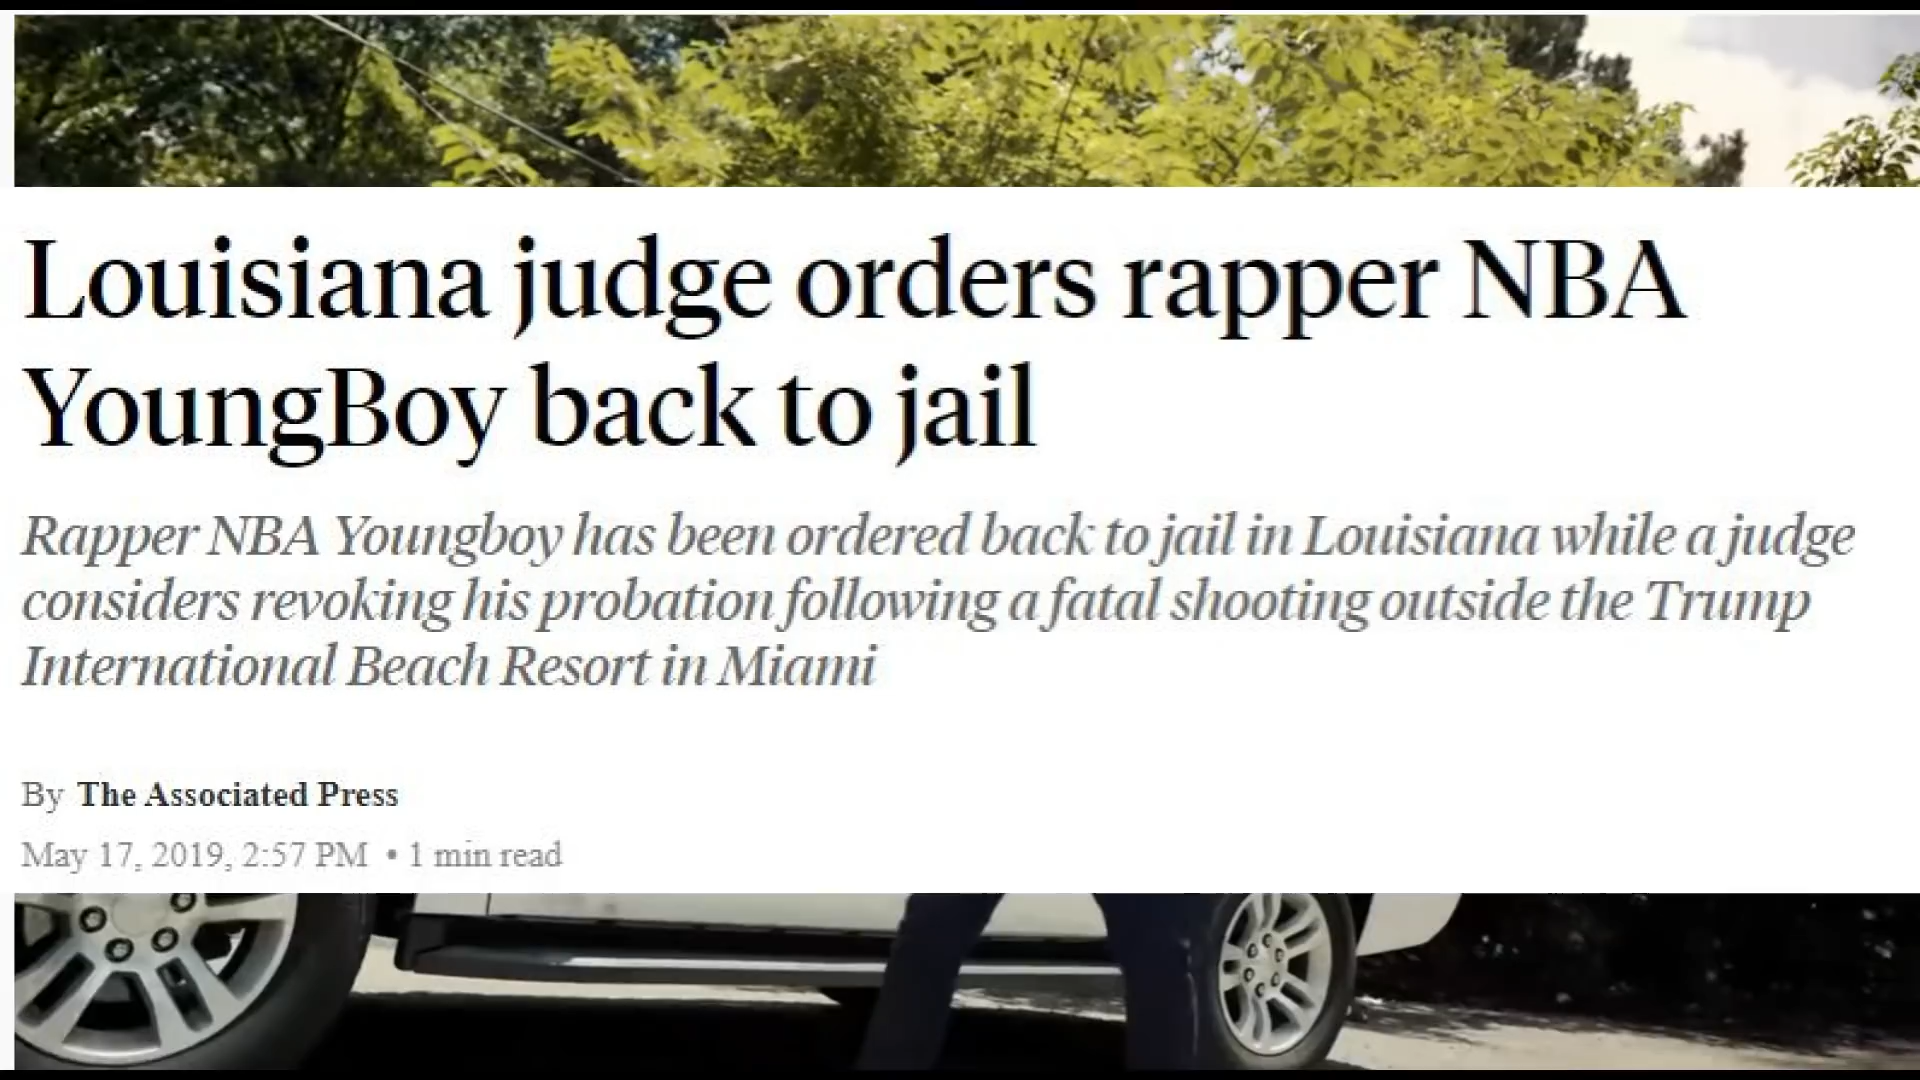 Louisiana judge orders rapper NBA
YoungBoy back to jail
Rapper NBA Youngboy has been ordered back to jail in Louisiana while a judge
considers revoking his probation following a fatal shooting outside the Trump
International Beach Resort in Miami
By The Associated Press
May 17, 2019, 2:57 PM • 1 min read